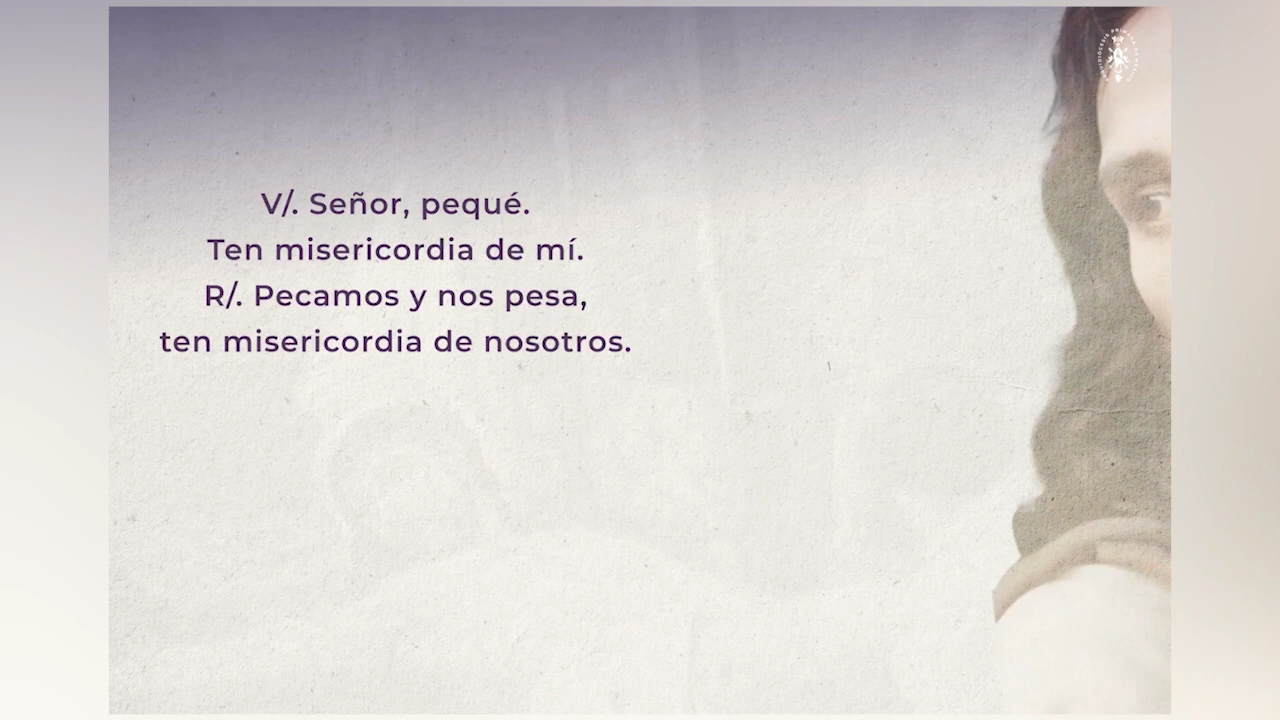 V/. Señor, pequé.
Ten misericordia de mí.
R/. Pecamos y nos pesa,
ten misericordia de nosotros.